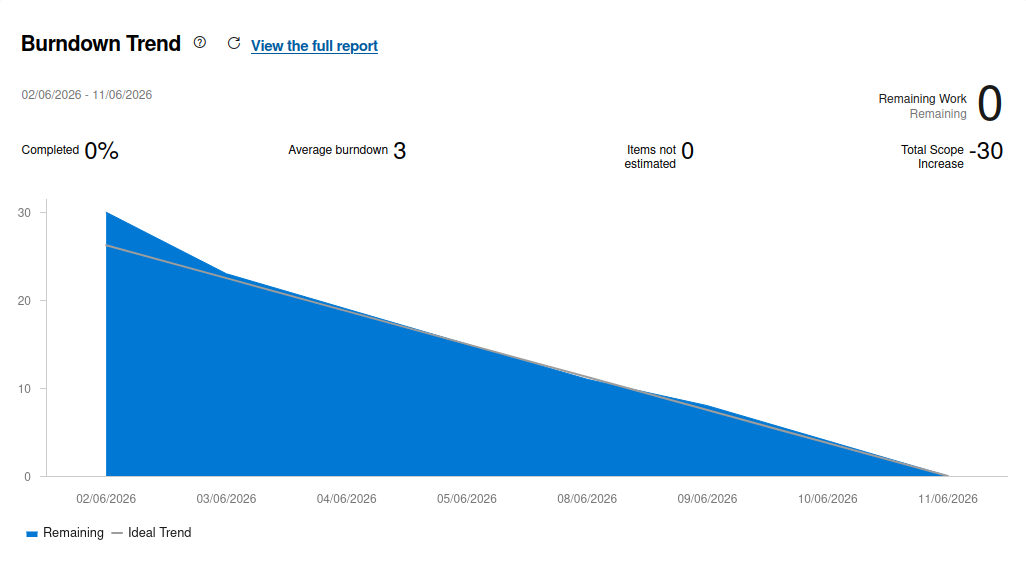 Burndown Trend View the full report
02/06/2026 - 11/06/2026
Remaining Work
Remaining
0
Completed 0%
Average burndown 3
Items not
estimated
0
Total Scope
Increase
-30
30
20
10
0
02/06/2026 03/06/2026 04/06/2026 05/06/2026 08/06/2026 09/06/2026 10/06/2026 11/06/2026
Remaining Ideal Trend